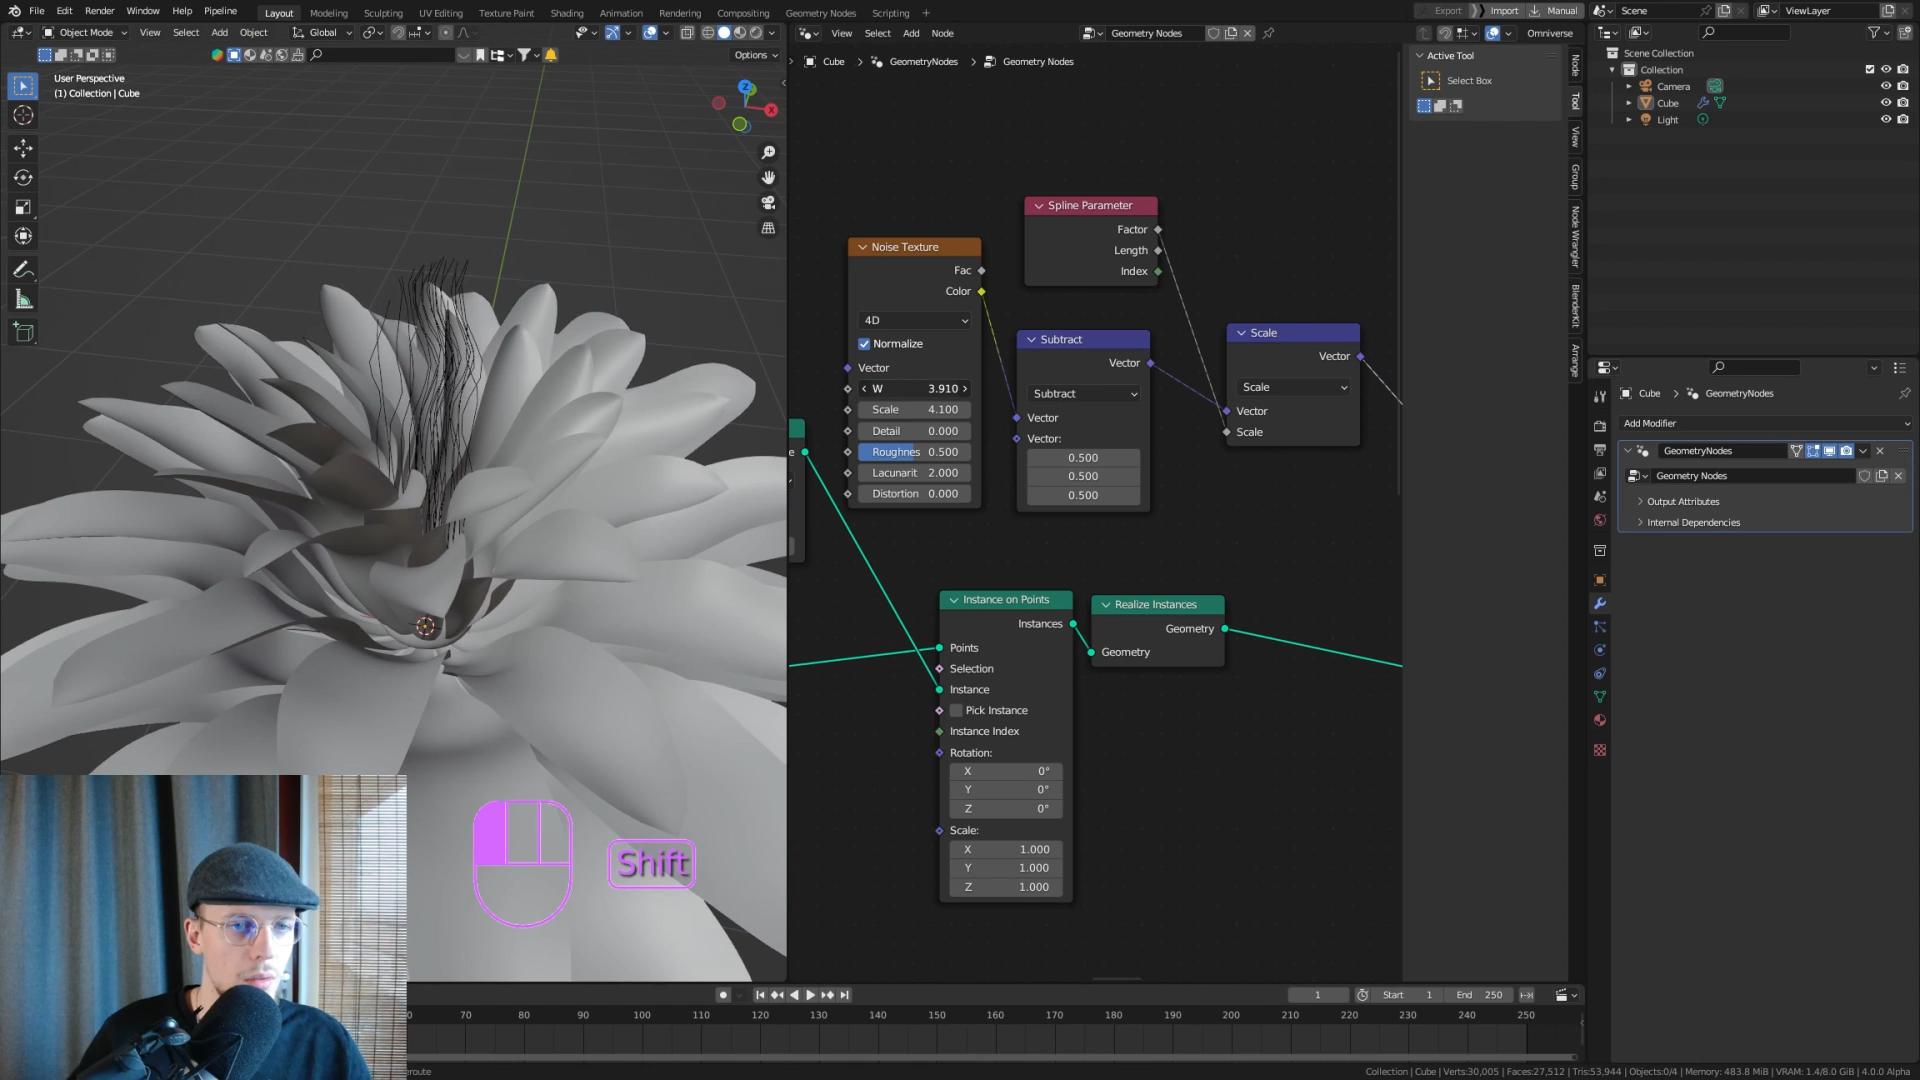 File Edit Render Window Help Pipeline
Layout Modeling Sculpting UV Editing Texture Paint Shading Animation Rendering Compositing Geometry Nodes Scripting +
Export Import Manual
Scene
ViewLayer
Object Mode View Select Add Object
Global
View Select Add Node
Geometry Nodes
Omniverse
Options
User Perspective
(1) Collection | Cube
Z
X
Cube > GeometryNodes > Geometry Nodes
Active Tool
Select Box
Node
Tool
View
Group
Node Wrangler
BlenderKit
Arrange
Scene Collection
Collection
Camera
Cube
Light
Spline Parameter
Factor
Length
Index
Noise Texture
Fac
Color
4D
Normalize
Vector
W 3.910
Scale 4.100
Detail 0.000
Roughnes 0.500
Lacunarit 2.000
Distortion 0.000
Subtract
Vector
Subtract
Vector
Vector:
0.500
0.500
0.500
Scale
Vector
Scale
Vector
Scale
e
Instance on Points
Instances
Points
Selection
Instance
Pick Instance
Instance Index
Rotation:
X 0°
Y 0°
Z 0°
Scale:
X 1.000
Y 1.000
Z 1.000
Realize Instances
Geometry
Geometry
Cube > GeometryNodes
Add Modifier
GeometryNodes
Geometry Nodes
Output Attributes
Internal Dependencies
Shift
1
Start 1
End 250
70 80 90 100 110 120 130 140 150 160 170 180 190 200 210 220 230 240 250
eroute
Collection | Cube | Verts:30,005 | Faces:27,512 | Tris:53,944 | Objects:0/4 | Memory: 483.8 MiB | VRAM: 1.4/8.0 GiB | 4.0.0 Alpha